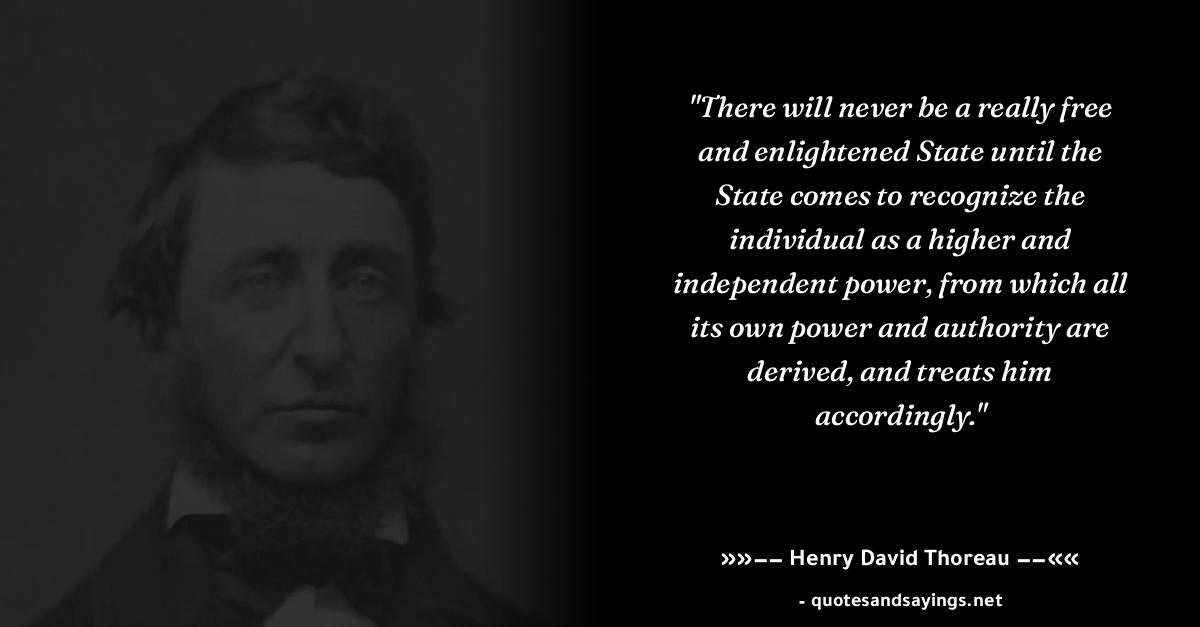 "There will never be a really free
and enlightened State until the
State comes to recognize the
individual as a higher and
independent power, from which all
its own power and authority are
derived, and treats him
accordingly."
»»−− Henry David Thoreau −−««
- quotesandsayings.net